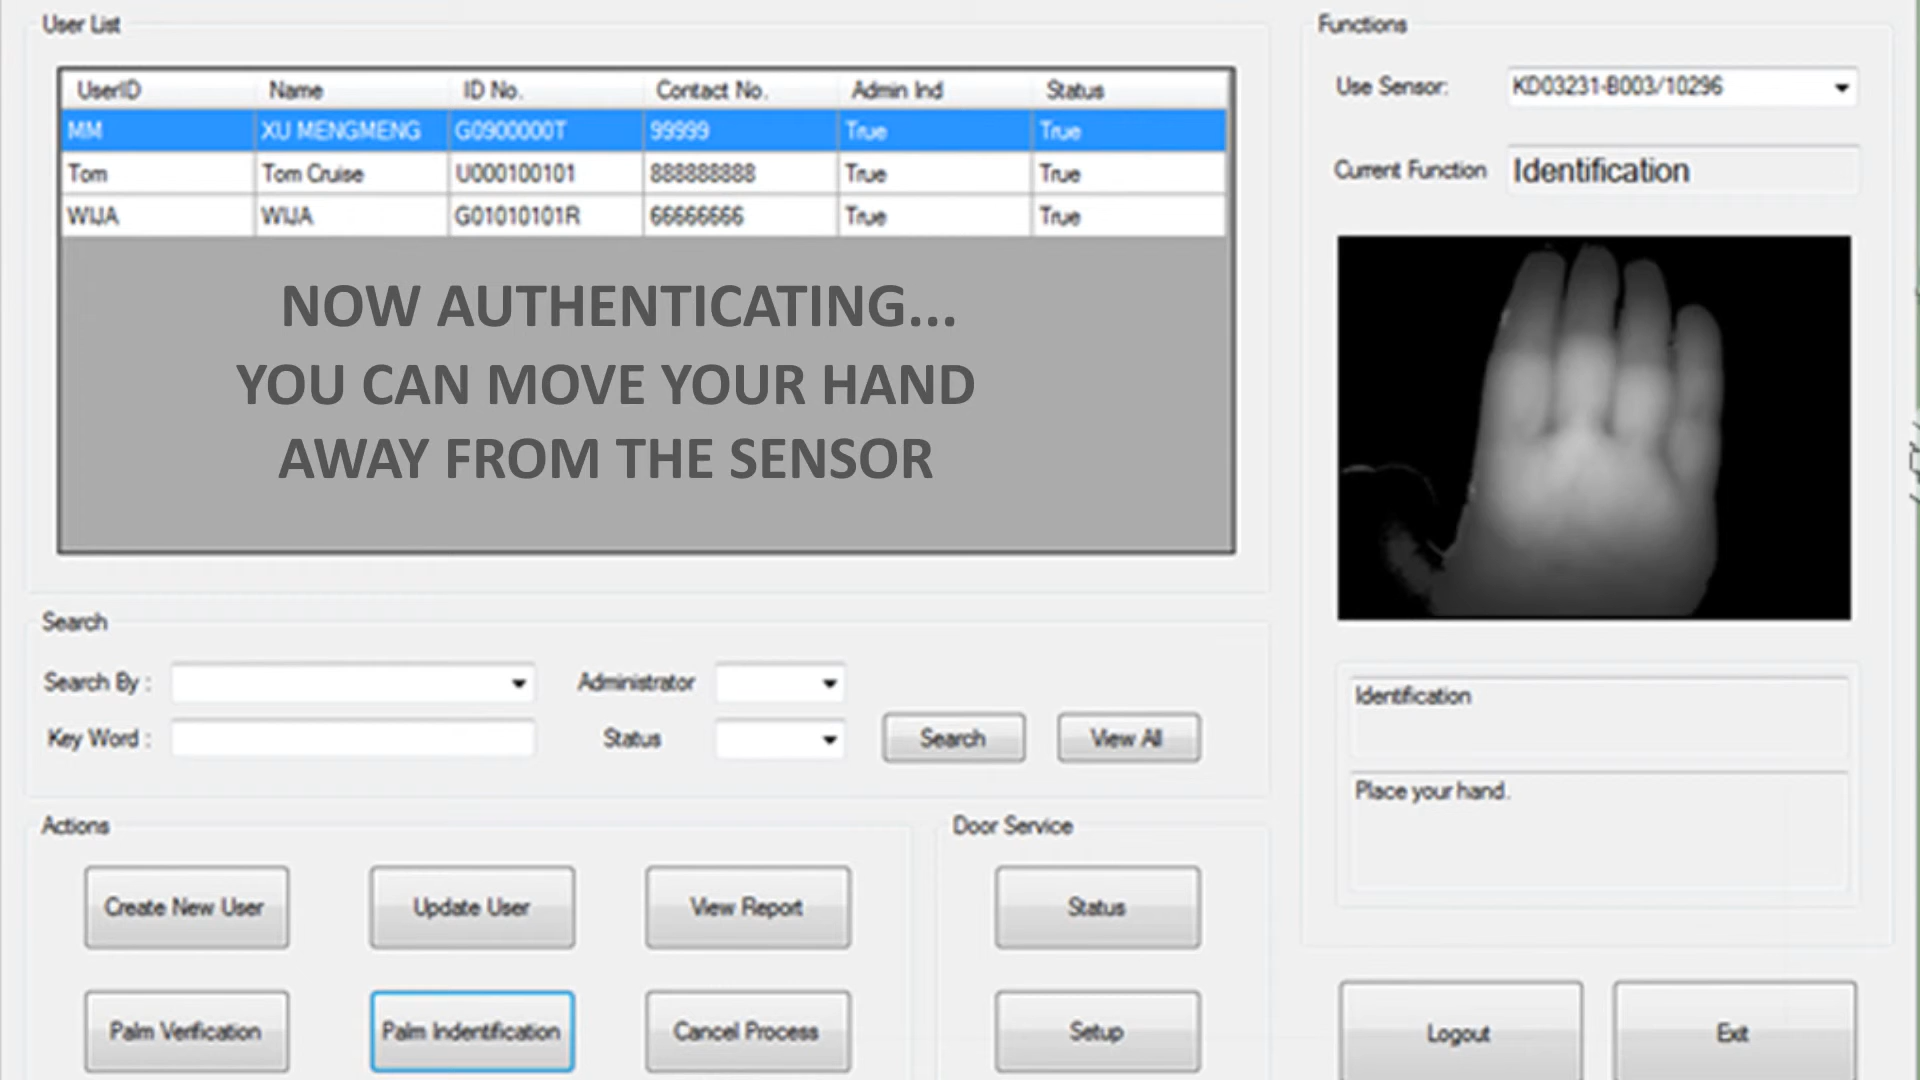 User List
UserID Name ID No. Contact No. Admin Ind Status
MM XU MENGMENG G0900000T 99999 True True
Tom Tom Cruise U000100101 888888888 True True
WIJA WIJA G01010101R 66666666 True True
NOW AUTHENTICATING...
YOU CAN MOVE YOUR HAND
AWAY FROM THE SENSOR
Search
Search By :
Administrator
Key Word :
Status
Search
View All
Actions
Create New User
Update User
View Report
Palm Verification
Palm Indentification
Cancel Process
Door Service
Status
Setup
Functions
Use Sensor: KD03231-B003/10296
Current Function Identification
Identification
Place your hand.
Logout
Exit